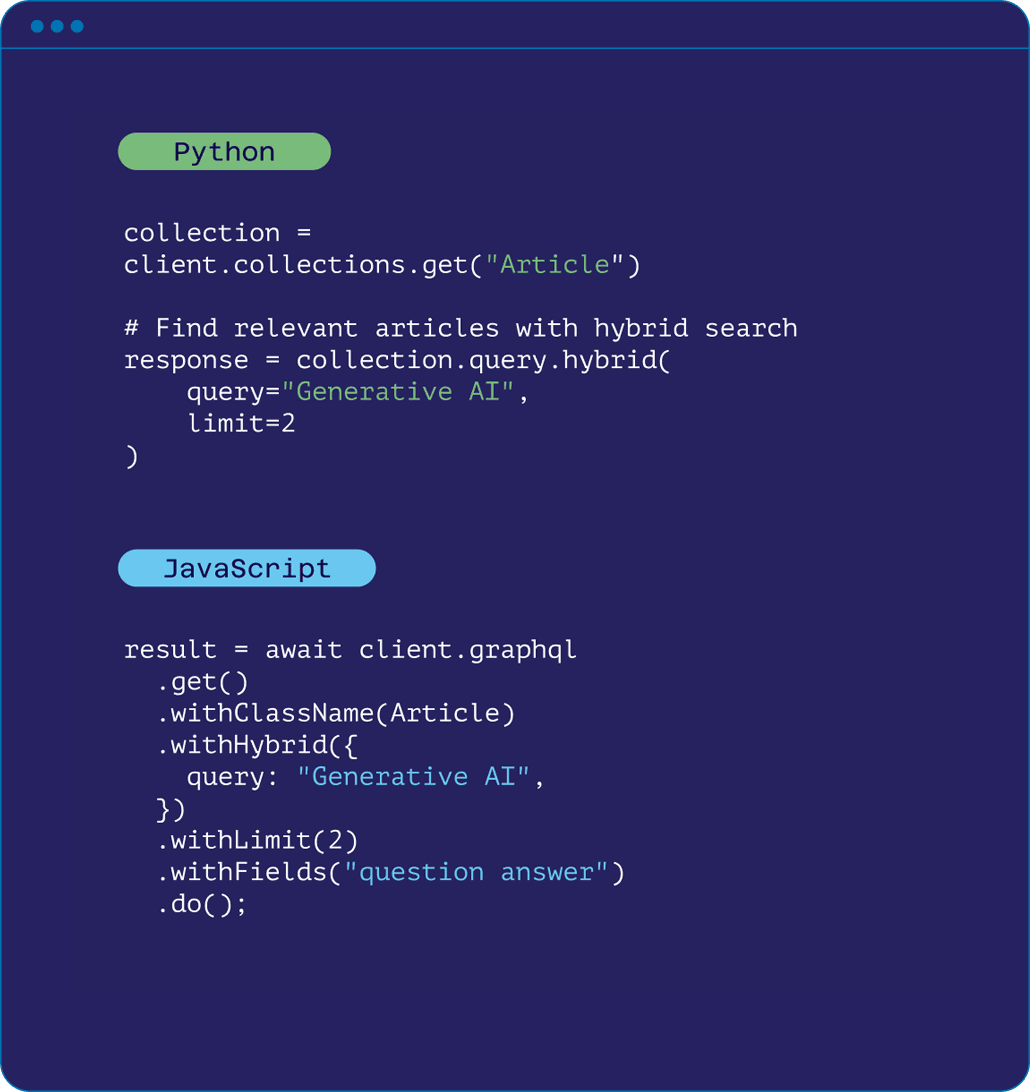 Python
collection =
client.collections.get("Article")
# Find relevant articles with hybrid search
response = collection.query.hybrid(
    query="Generative AI",
    limit=2
)
JavaScript
result = await client.graphql
  .get()
  .withClassName(Article)
  .withHybrid({
    query: "Generative AI",
  })
  .withLimit(2)
  .withFields("question answer")
  .do();